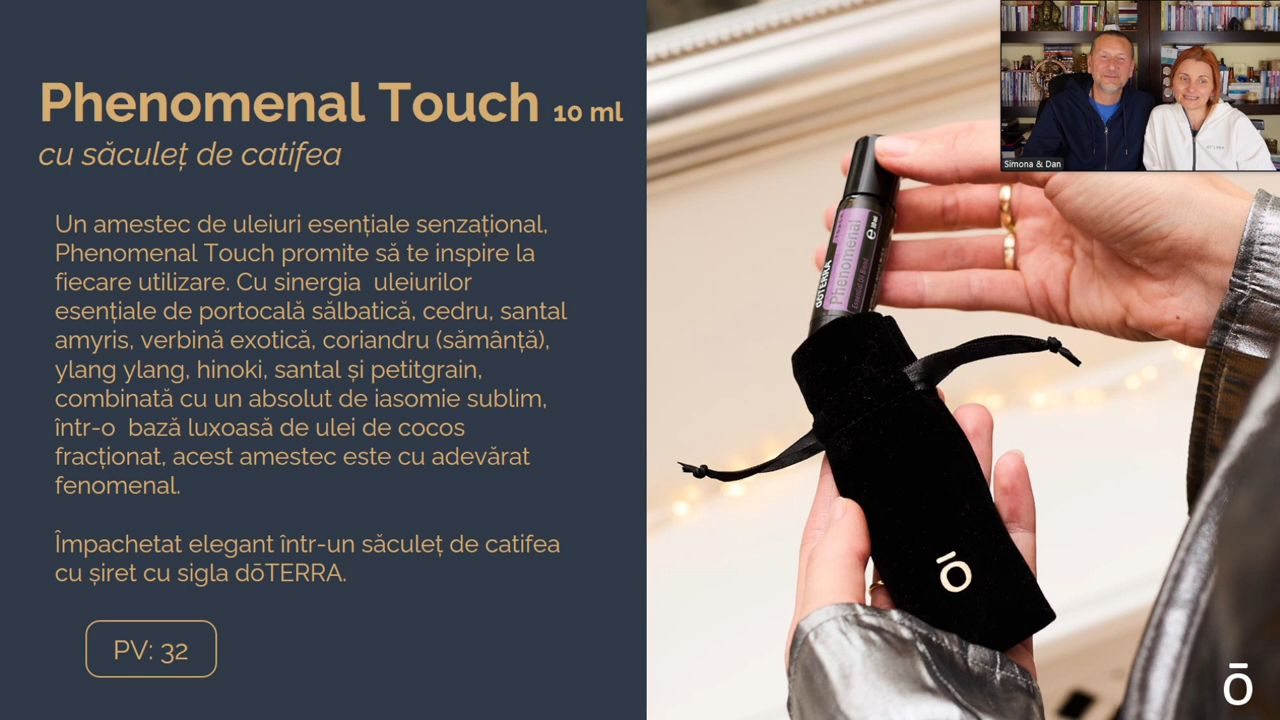 Phenomenal Touch 10 ml
cu săculeț de catifea
Un amestec de uleiuri esențiale senzațional,
Phenomenal Touch promite să te inspire la
fiecare utilizare. Cu sinergia  uleiurilor
esențiale de portocală sălbatică, cedru, santal
amyris, verbină exotică, coriandru (sămânță),
ylang ylang, hinoki, santal și petitgrain,
combinată cu un absolut de iasomie sublim,
într-o  bază luxoasă de ulei de cocos
fracționat, acest amestec este cu adevărat
fenomenal.
Împachetat elegant într-un săculeț de catifea
cu șiret cu sigla dōTERRA.
PV: 32
dōTERRA
Phenomenal
Essential Oil Blend
Simona & Dan
ō
ō